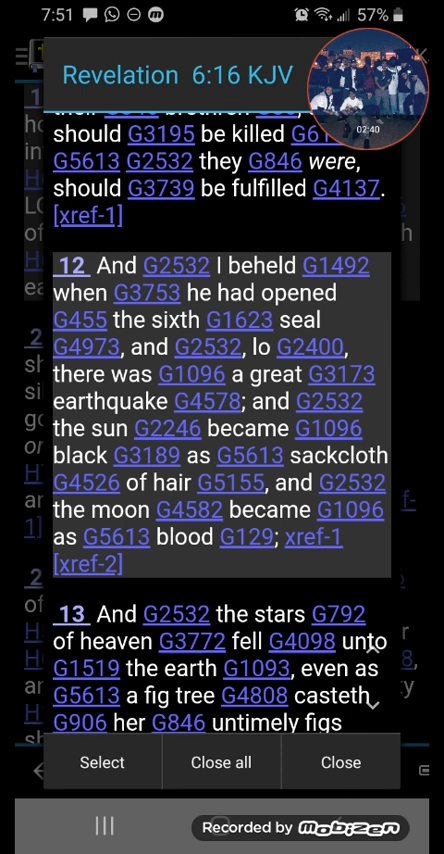 7:51 57%
Revelation 6:16 KJV
02:40
should G3195 be killed
G5613 G2532 they G846 were,
should G3739 be fulfilled G4137.
[xref-1]
12 And G2532 I beheld G1492
when G3753 he had opened
G455 the sixth G1623 seal
G4973, and G2532, lo G2400,
there was G1096 a great G3173
earthquake G4578; and G2532
the sun G2246 became G1096
black G3189 as G5613 sackcloth
G4526 of hair G5155, and G2532
the moon G4582 became G1096
as G5613 blood G129; xref-1
[xref-2]
13 And G2532 the stars G792
of heaven G3772 fell G4098 unto
G1519 the earth G1093, even as
G5613 a fig tree G4808 casteth
G906 her G846 untimely figs
Select Close all Close
Recorded by Mobizen